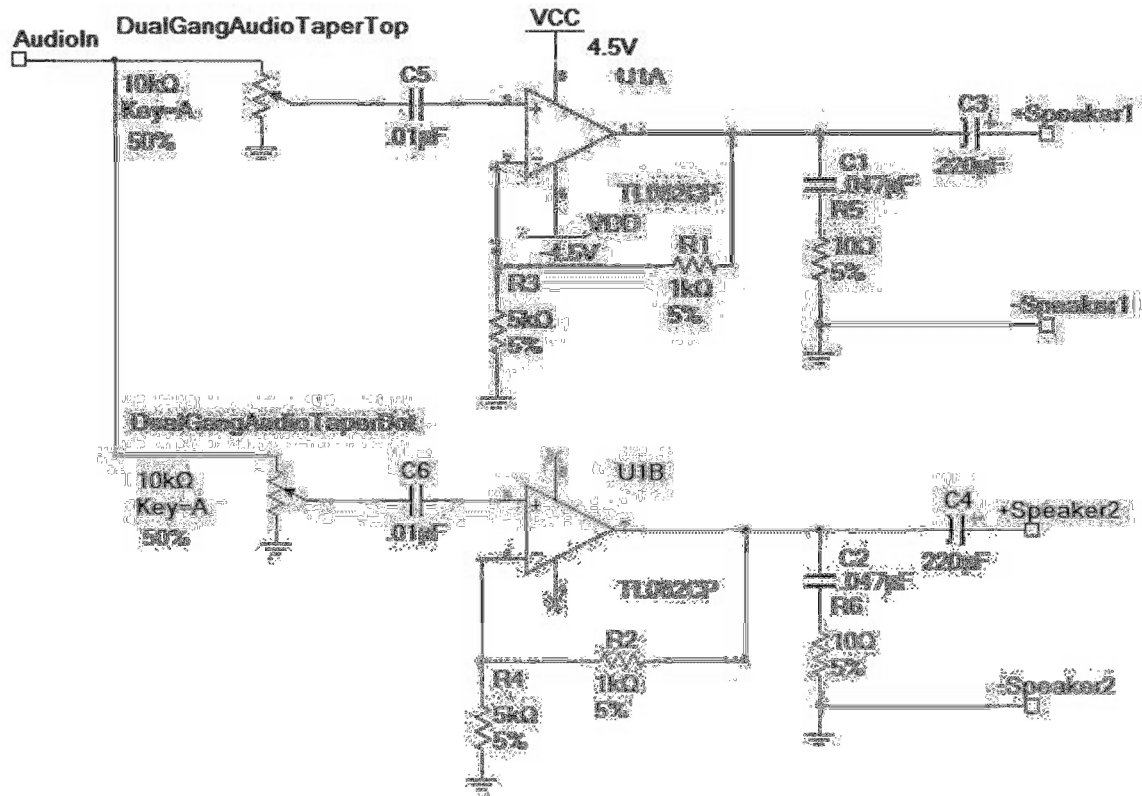 DualGangAudioTaperTop
AudioIn
VCC
4.5V
10kΩ
Key=A
50%
C5
.01µF
U1A
C3
+Speaker1
220µF
C1
.047µF
R5
10Ω
5%
TL082CP
VDD
-4.5V
R1
1kΩ
5%
R3
5kΩ
5%
-Speaker1
DualGangAudioTaperBot
10kΩ
Key=A
50%
C6
.01µF
U1B
C4
+Speaker2
220µF
C2
.047µF
R6
10Ω
5%
TL082CP
R2
1kΩ
5%
R4
5kΩ
5%
-Speaker2